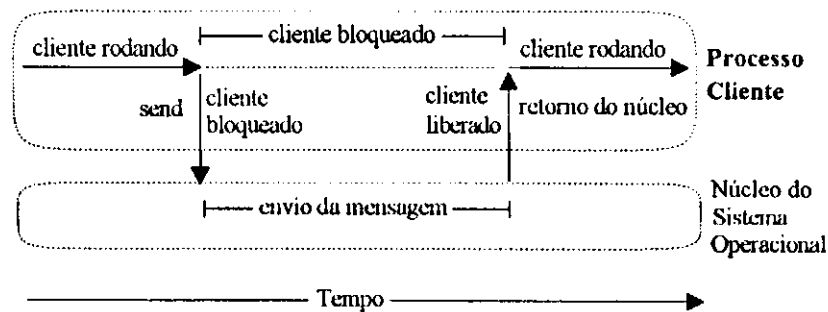 cliente bloqueado
cliente rodando
cliente rodando
Processo
Cliente
send
cliente
bloqueado
cliente
liberado
retorno do núcleo
envio da mensagem
Núcleo do
Sistema
Operacional
Tempo